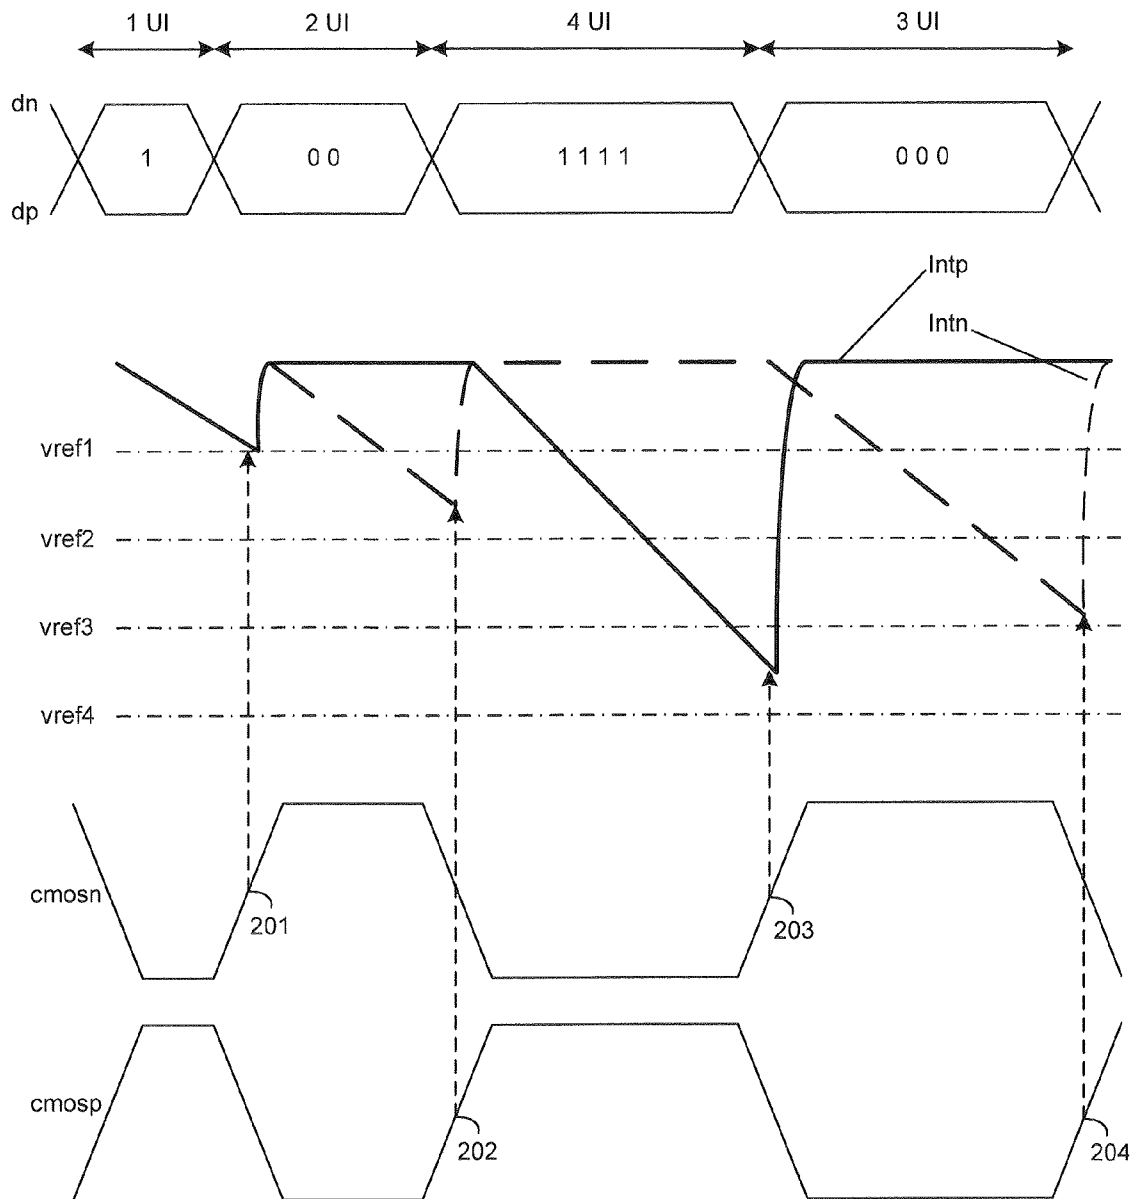 1 UI 2 UI 4 UI 3 UI
dn
1 0 0 1 1 1 1 0 0 0
dp
Intp
Intn
vref1
vref2
vref3
vref4
cmosn
201 203
cmosp
202 204